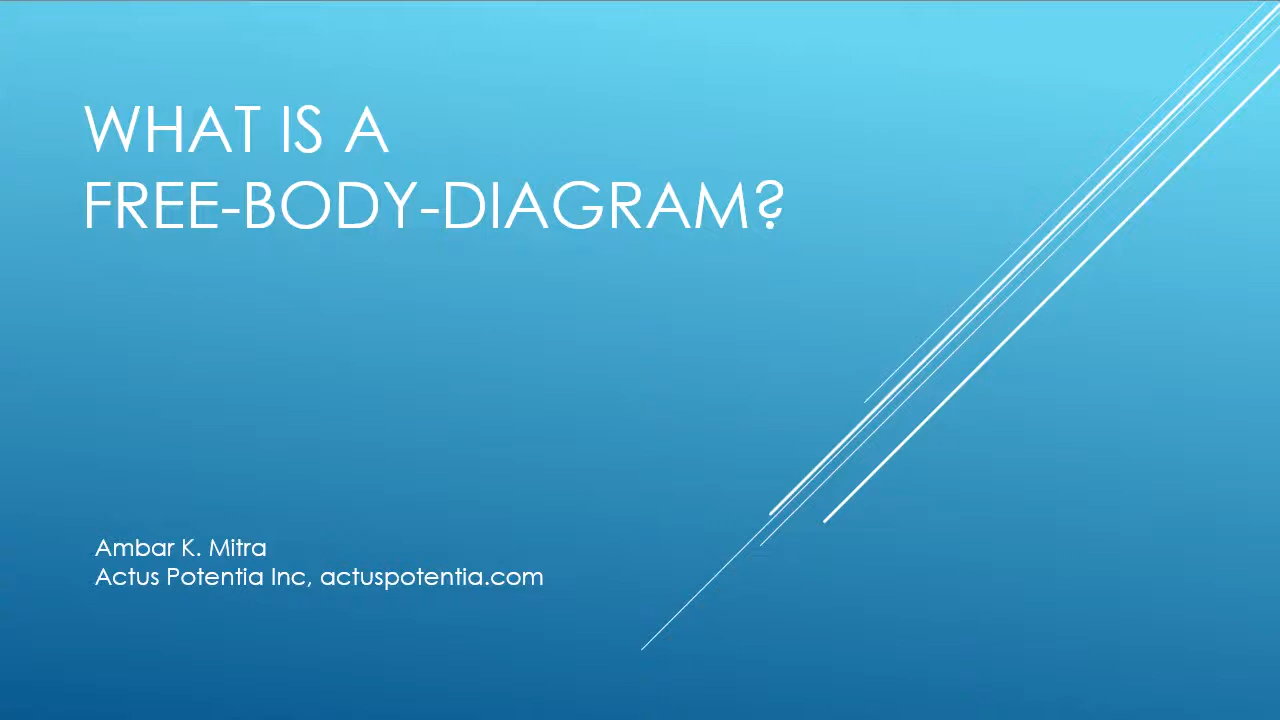 WHAT IS A
FREE-BODY-DIAGRAM?
Ambar K. Mitra
Actus Potentia Inc, actuspotentia.com